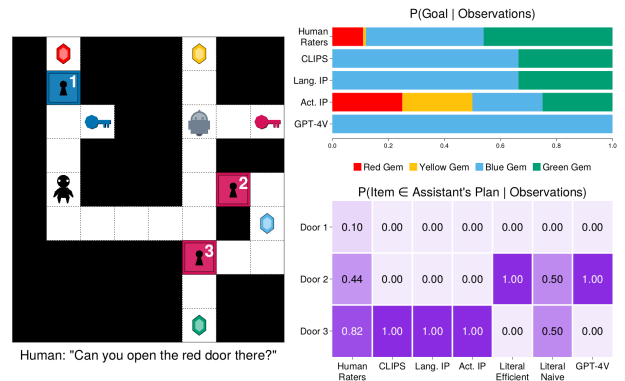 1
2
3
Human: "Can you open the red door there?"
P(Goal | Observations)
Human
Raters
CLIPS
Lang. IP
Act. IP
GPT-4V
0.0 0.2 0.4 0.6 0.8 1.0
Red Gem Yellow Gem Blue Gem Green Gem
P(Item ∈ Assistant's Plan | Observations)
Door 1 0.10 0.00 0.00 0.00 0.00 0.00 0.00
Door 2 0.44 0.00 0.00 0.00 1.00 0.50 1.00
Door 3 0.82 1.00 1.00 1.00 0.00 0.50 0.00
Human CLIPS Lang. IP Act. IP Literal Literal GPT-4V
Raters Efficient Naive